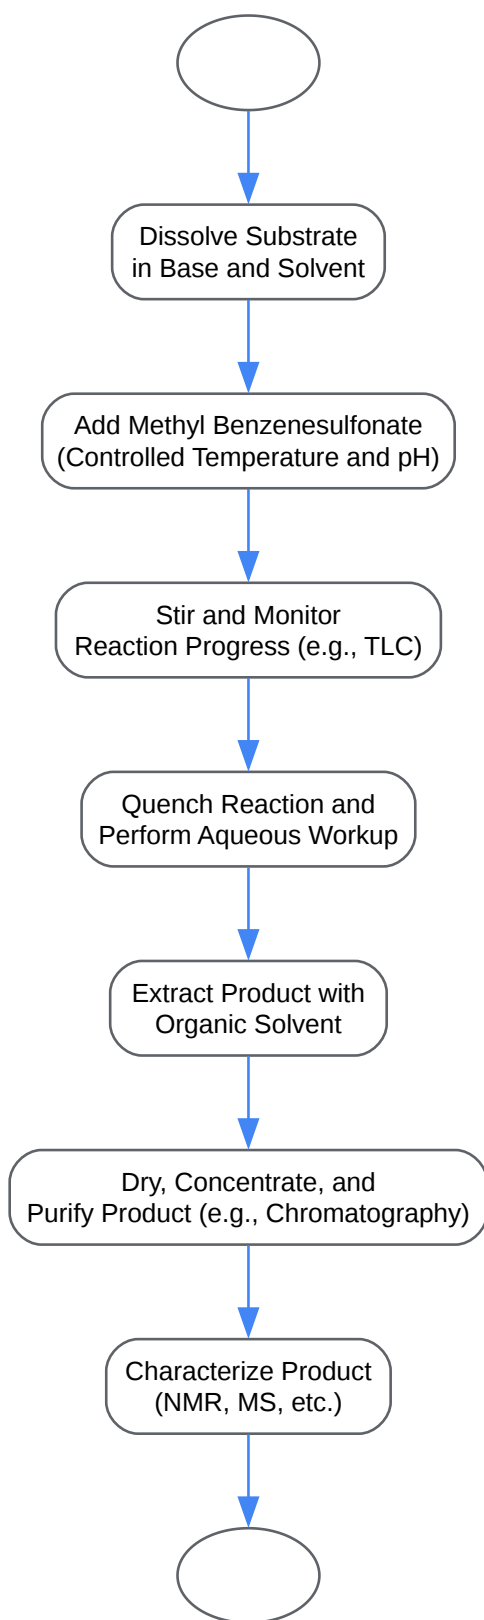 Dissolve Substrate
in Base and Solvent
Add Methyl Benzenesulfonate
(Controlled Temperature and pH)
Stir and Monitor
Reaction Progress (e.g., TLC)
Quench Reaction and
Perform Aqueous Workup
Extract Product with
Organic Solvent
Dry, Concentrate, and
Purify Product (e.g., Chromatography)
Characterize Product
(NMR, MS, etc.)